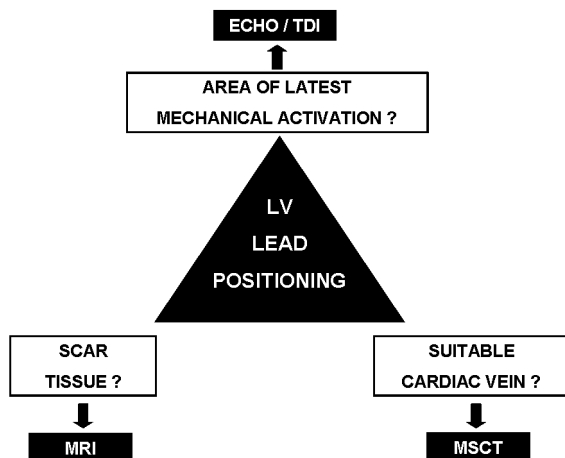 ECHO / TDI
AREA OF LATEST
MECHANICAL ACTIVATION ?
LV
LEAD
POSITIONING
SCAR
TISSUE ?
MRI
SUITABLE
CARDIAC VEIN ?
MSCT